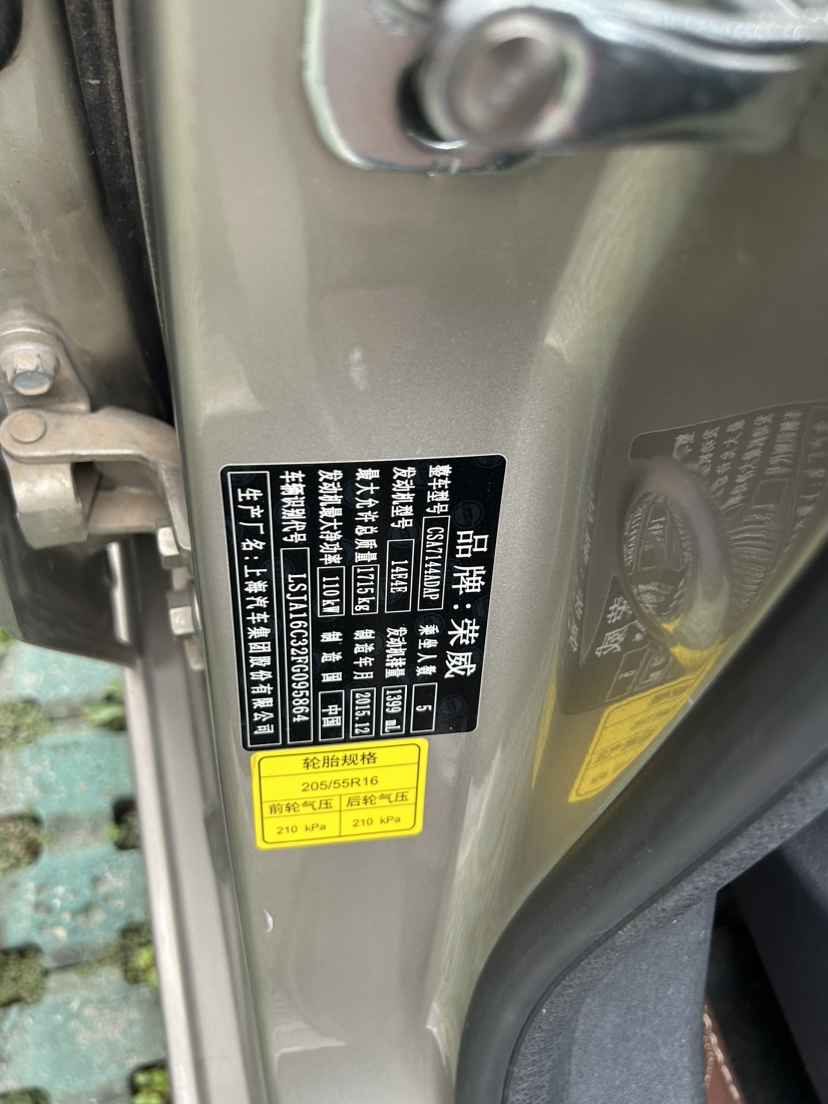 品牌:荣威
整车型号 CSA7144ADAP 乘坐人数 5
发动机型号 14E4E 发动机排量 1399 mL
最大允许总质量 1715 kg 制造年月 2015.12
发动机最大净功率 110 kW 制造国 中国
车辆识别代号 LSJA16C32FG095864
生产厂名:上海汽车集团股份有限公司
轮胎规格
205/55R16
前轮气压 后轮气压
210 kPa 210 kPa